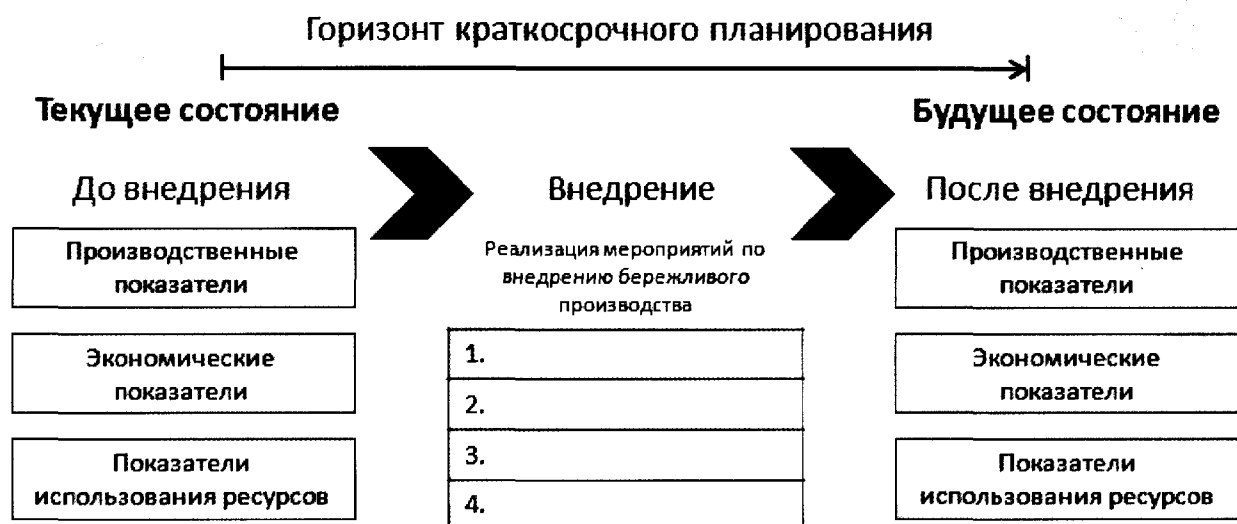 Горизонт краткосрочного планирования
Текущее состояние
Будущее состояние
До внедрения
Внедрение
После внедрения
Производственные
показатели
Экономические
показатели
Показатели
использования ресурсов
Реализация мероприятий по
внедрению бережливого
производства
1.
2.
3.
4.
Производственные
показатели
Экономические
показатели
Показатели
использования ресурсов